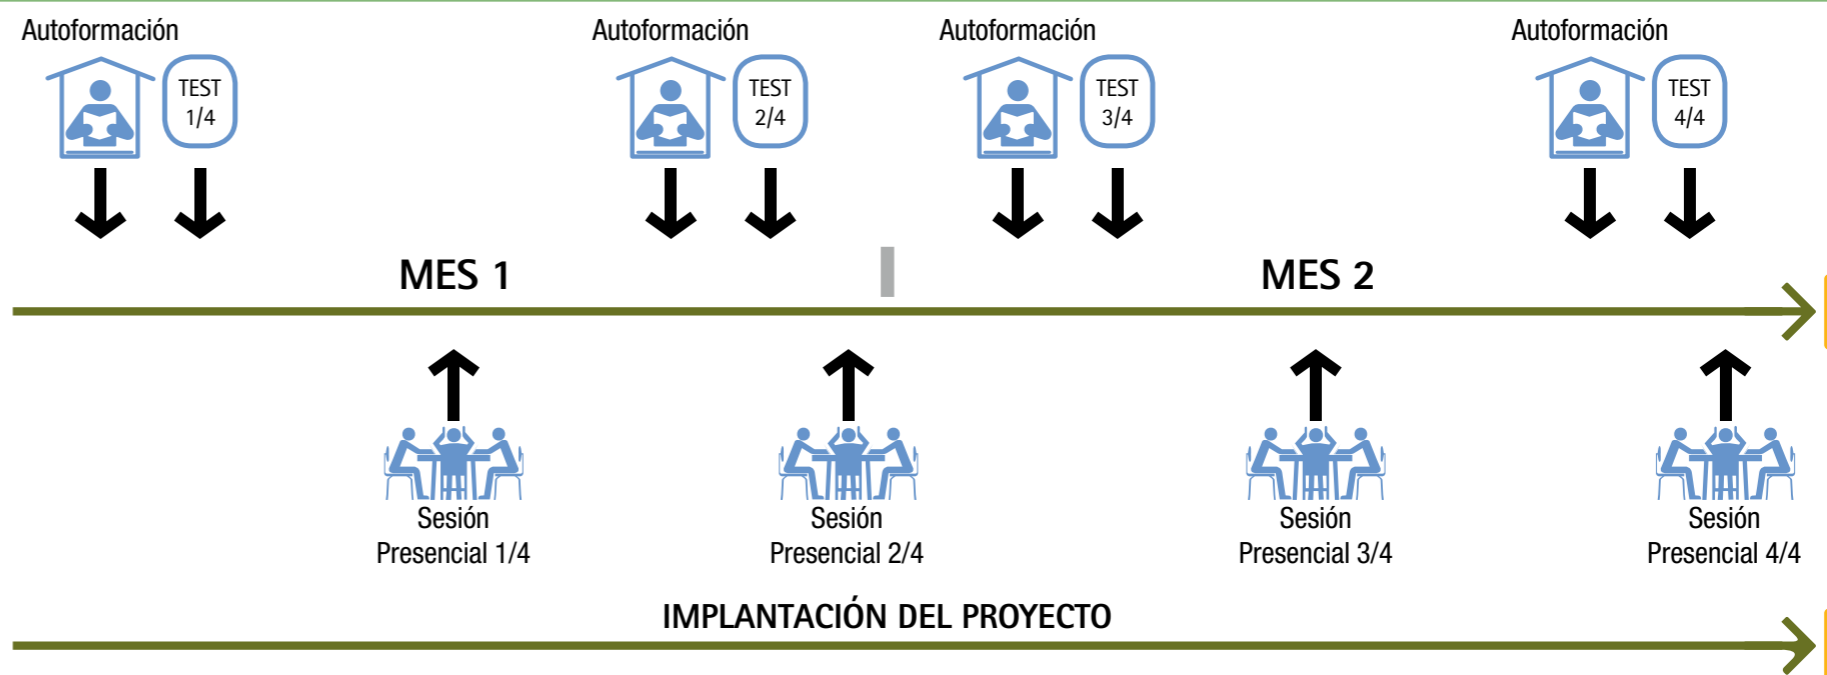 Autoformación
Autoformación
Autoformación
Autoformación
TEST
1/4
TEST
2/4
TEST
3/4
TEST
4/4
MES 1
MES 2
Sesión
Presencial 1/4
Sesión
Presencial 2/4
Sesión
Presencial 3/4
Sesión
Presencial 4/4
IMPLANTACIÓN DEL PROYECTO